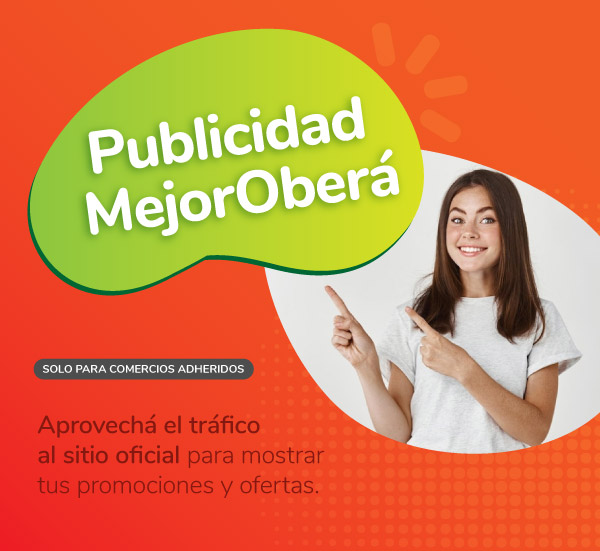 Publicidad
MejorOberá
SOLO PARA COMERCIOS ADHERIDOS
Aprovechá el tráfico
al sitio oficial para mostrar
tus promociones y ofertas.